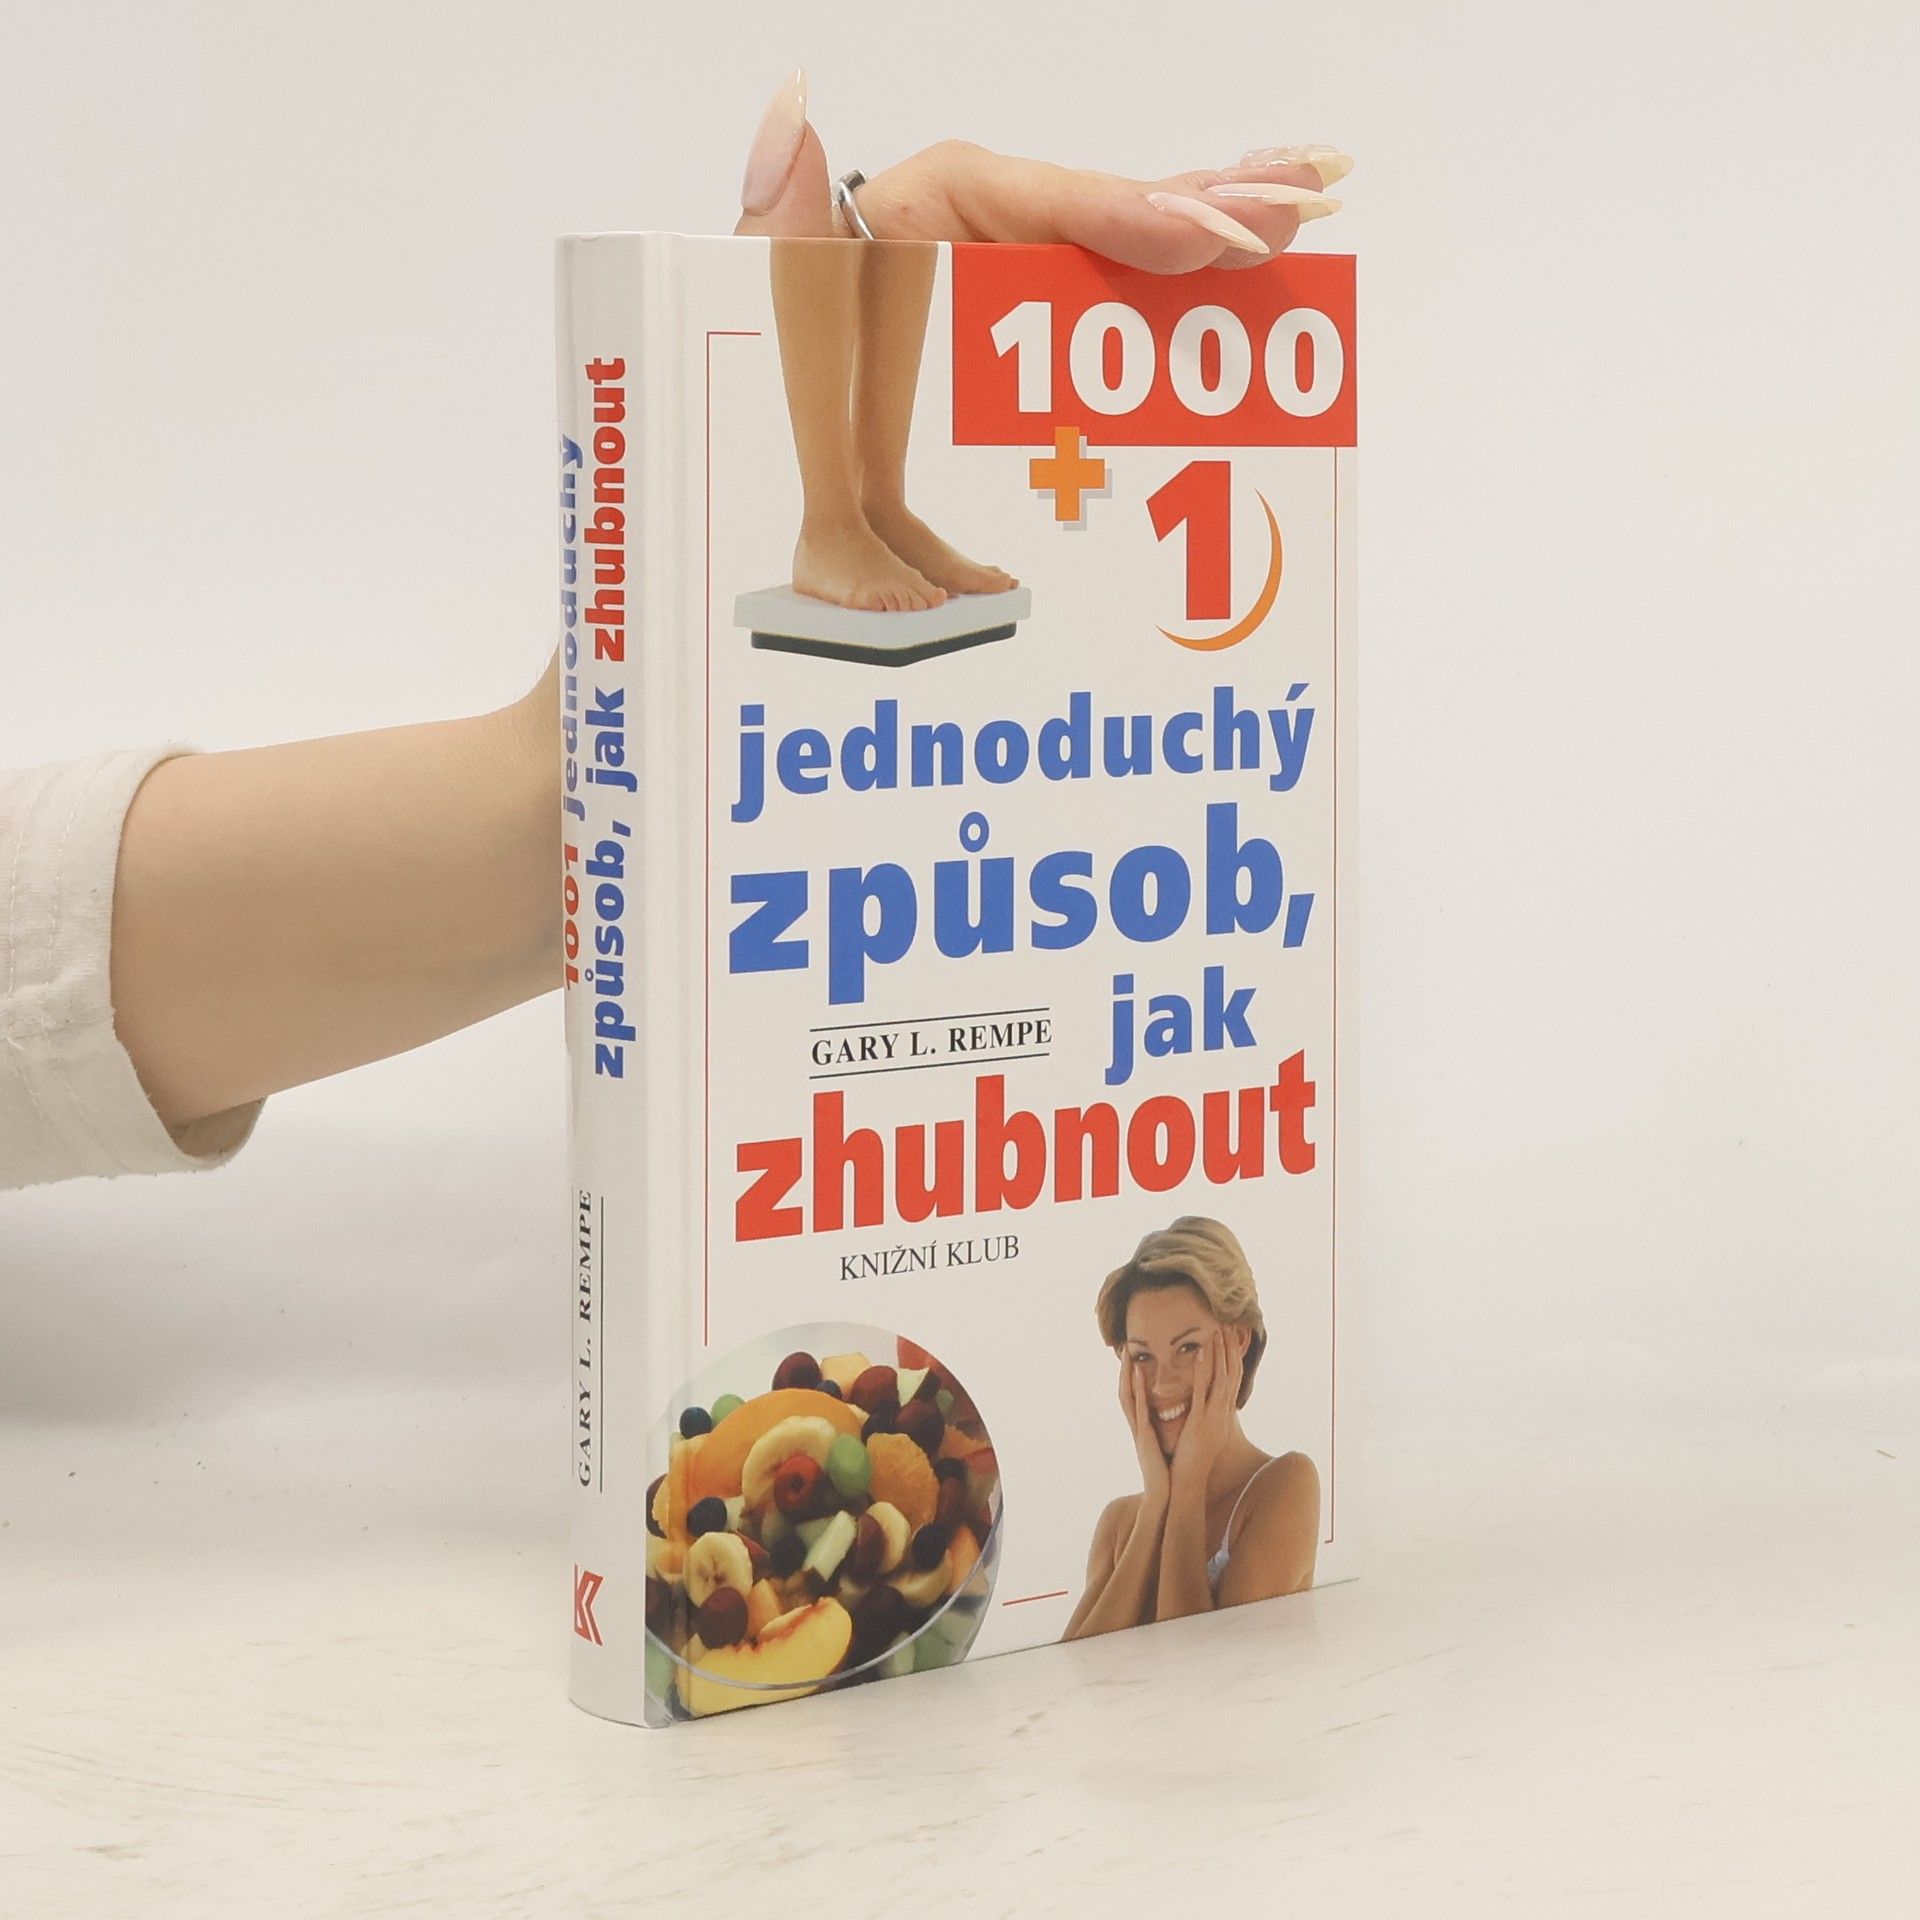 1001 jednoduchý
způsob, jak zhubnout
GARY L. REMPE
1000
+
1
jednoduchý
způsob,
jak
GARY L. REMPE
zhubnout
KNIŽNÍ KLUB